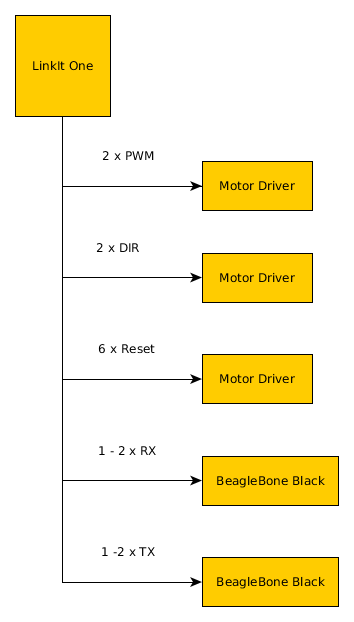 LinkIt One
2 x PWM
Motor Driver
2 x DIR
Motor Driver
6 x Reset
Motor Driver
1 - 2 x RX
BeagleBone Black
1 -2 x TX
BeagleBone Black